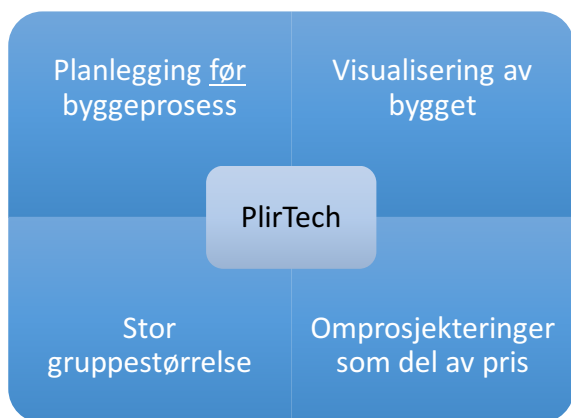 Planlegging før
byggeprosess
Visualisering av
bygget
PlirTech
Stor
gruppestørrelse
Omprosjekteringer
som del av pris